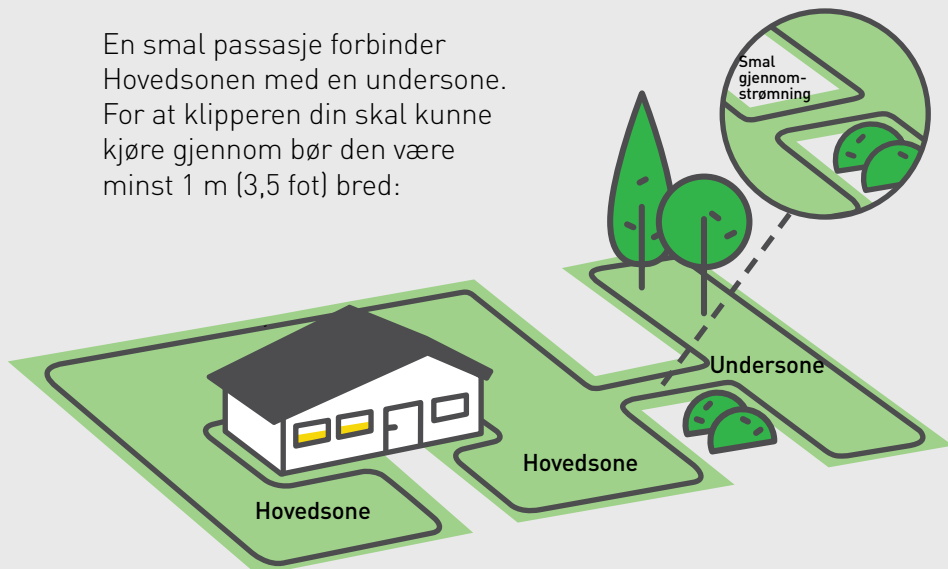 En smal passasje forbinder
Hovedsonen med en undersone.
For at klipperen din skal kunne
kjøre gjennom bør den være
minst 1 m (3,5 fot) bred:
Smal
gjennom-
strømning
Undersone
Hovedsone
Hovedsone